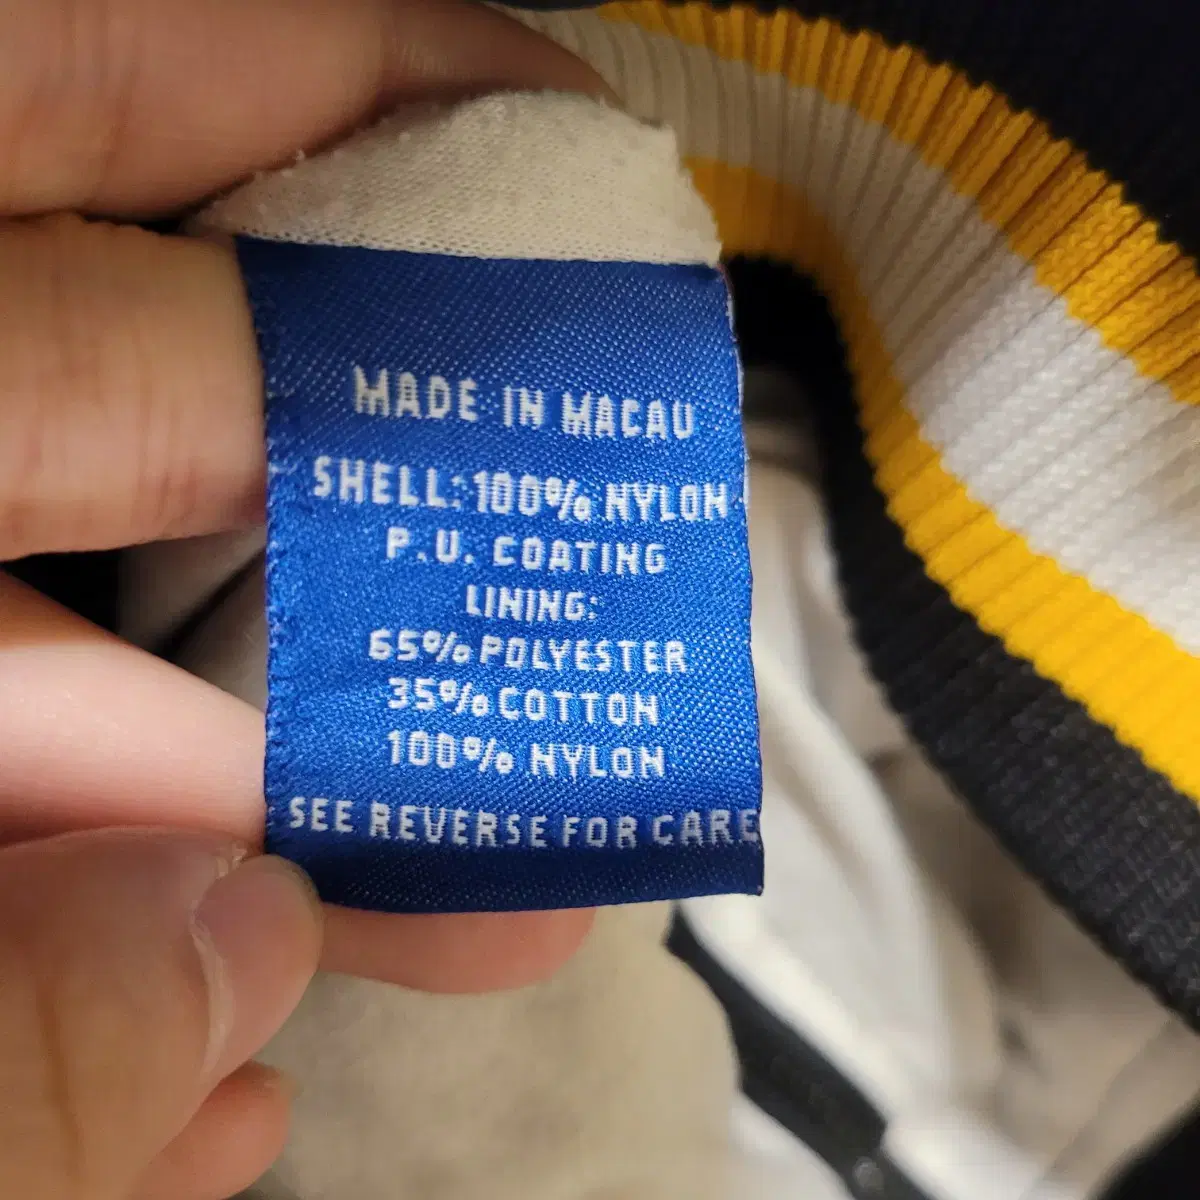 MADE IN MACAU
SHELL: 100% NYLON
P.U. COATING
LINING:
65% POLYESTER
35% COTTON
100% NYLON
SEE REVERSE FOR CARE